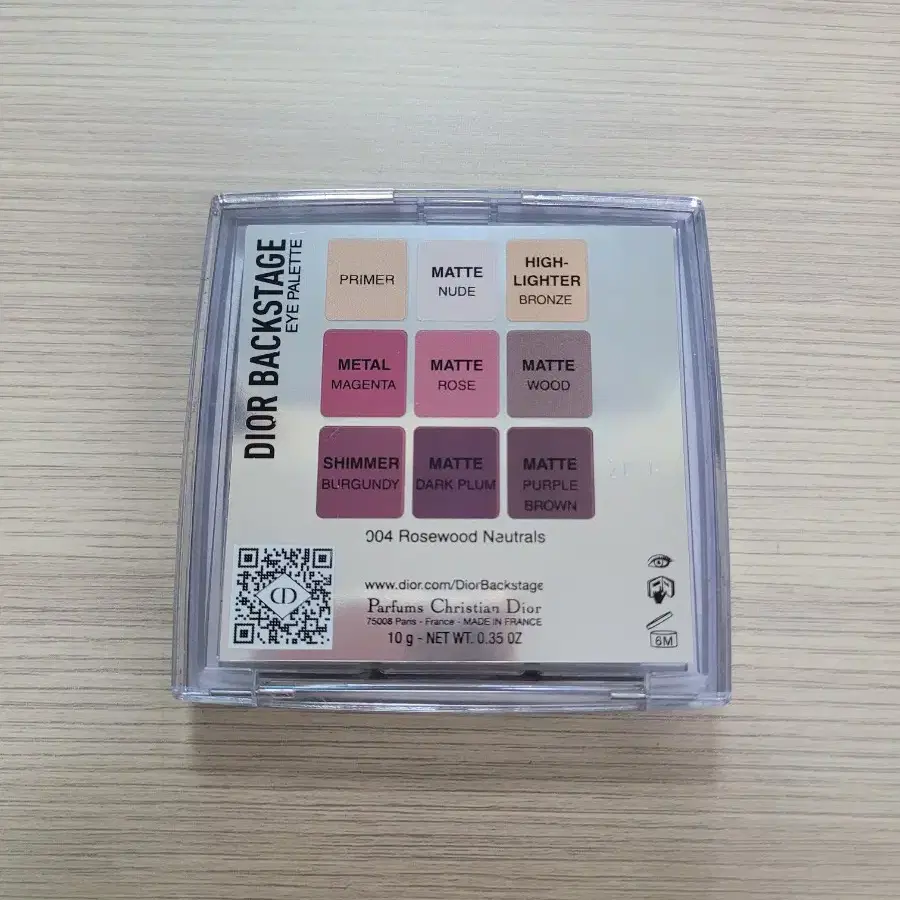 DIOR BACKSTAGE
EYE PALETTE
PRIMER
MATTE
NUDE
HIGH-
LIGHTER
BRONZE
METAL
MAGENTA
MATTE
ROSE
MATTE
WOOD
SHIMMER
BURGUNDY
MATTE
DARK PLUM
MATTE
PURPLE
BROWN
004 Rosewood Neutrals
www.dior.com/DiorBackstage
Parfums Christian Dior
75008 Paris - France - MADE IN FRANCE
10 g - NET WT. 0.35 OZ
CD
6M